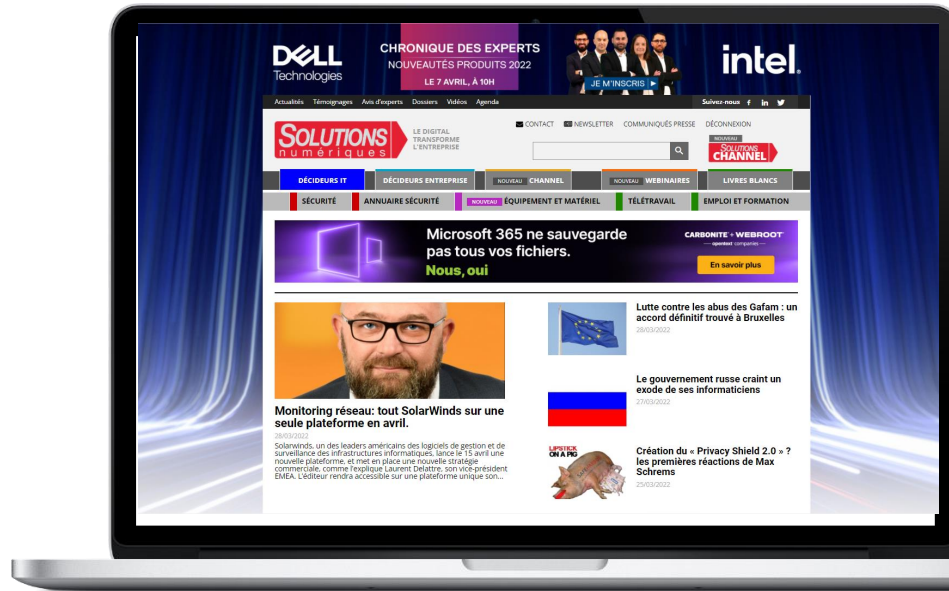 DELL
Technologies
CHRONIQUE DES EXPERTS
NOUVEAUTÉS PRODUITS 2022
LE 7 AVRIL, À 10H
JE M'INSCRIS
intel.
Actualités Témoignages Avis d'experts Dossiers Vidéos Agenda
Suivez-nous f in
SOLUTIONS
numériques
LE DIGITAL
TRANSFORME
L'ENTREPRISE
CONTACT NEWSLETTER COMMUNIQUÉS PRESSE DÉCONNEXION
NOUVEAU
SOLUTIONS
CHANNEL
DÉCIDEURS IT DÉCIDEURS ENTREPRISE NOUVEAU CHANNEL NOUVEAU WEBINAIRES LIVRES BLANCS
SÉCURITÉ ANNUAIRE SÉCURITÉ NOUVEAU ÉQUIPEMENT ET MATÉRIEL TÉLÉTRAVAIL EMPLOI ET FORMATION
Microsoft 365 ne sauvegarde
pas tous vos fichiers.
Nous, oui
CARBONITE + WEBROOT
opentext companies
En savoir plus
Monitoring réseau: tout SolarWinds sur une
seule plateforme en avril.
28/03/2022
Solarwinds, un des leaders américains des logiciels de gestion et de
surveillance des infrastructures informatiques, lance le 15 avril une
nouvelle plateforme, et met en place une nouvelle stratégie
commerciale, comme l'explique Laurent Delattre, son vice-président
EMEA. L'éditeur rendra accessible sur une plateforme unique son...
Lutte contre les abus des Gafam : un
accord définitif trouvé à Bruxelles
28/03/2022
Le gouvernement russe craint un
exode de ses informaticiens
27/03/2022
LIPSTICK
ON A PIG
Création du « Privacy Shield 2.0 » ?
les premières réactions de Max
Schrems
25/03/2022